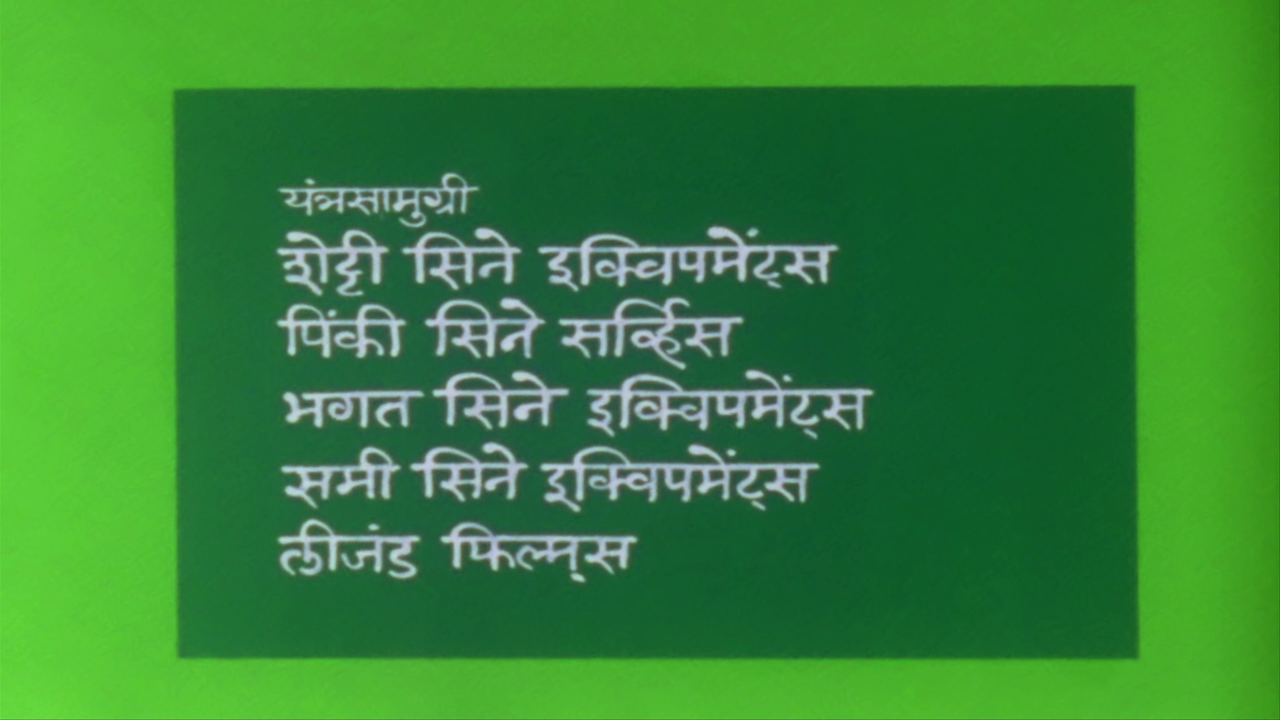 यंत्रसामुग्री
शेट्टी सिने इक्विपमेंट्स
पिंकी सिने सर्व्हिस
भगत सिने इक्विपमेंट्स
समी सिने इक्विपमेंट्स
लीजंड फिल्म्स